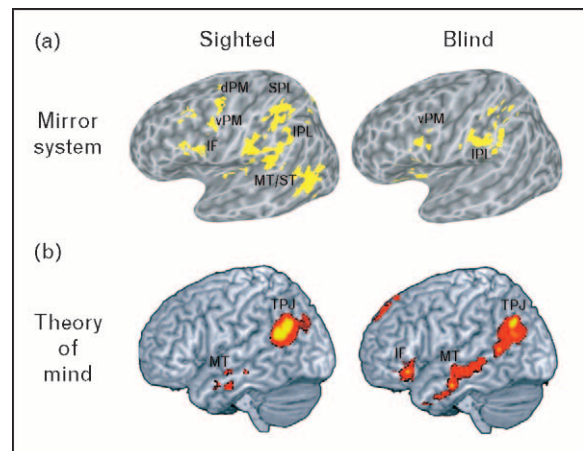 (a)
Sighted
Blind
Mirror
system
dPM
SPL
vPM
IPL
IF
MT/ST
vPM
IPL
(b)
Theory
of
mind
TPJ
MT
TPJ
IF
MT